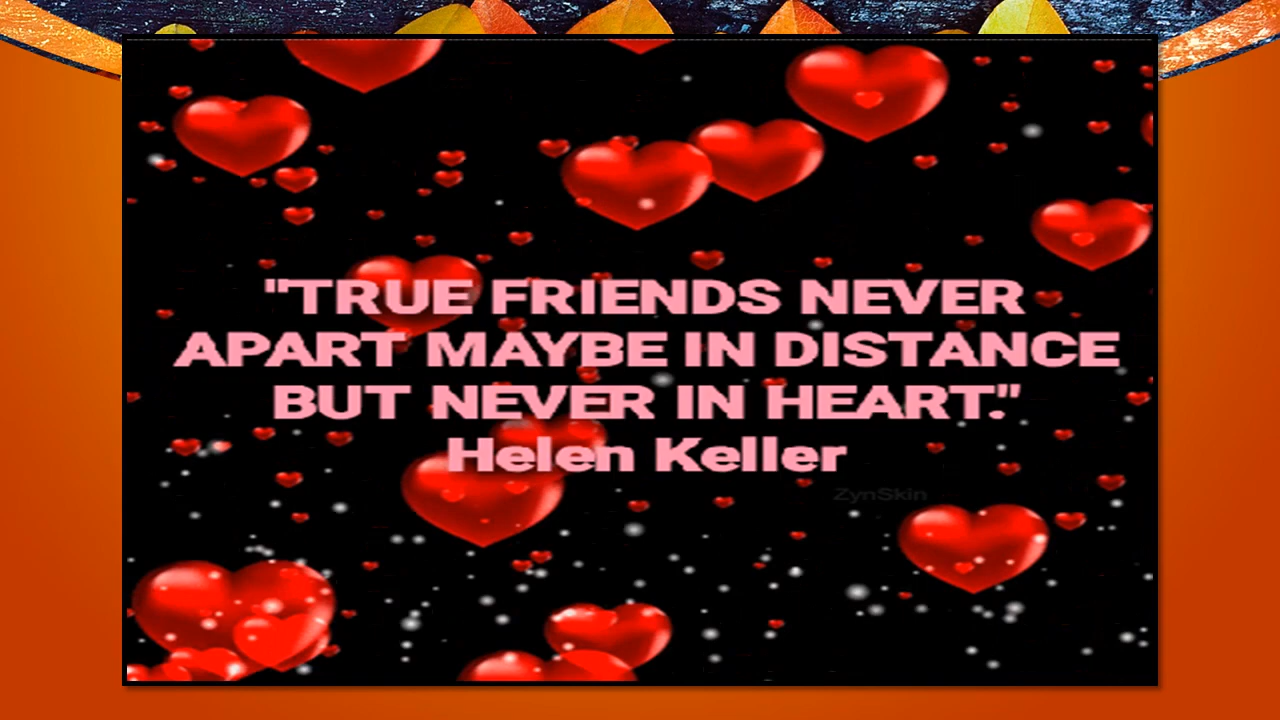 "TRUE FRIENDS NEVER
APART MAYBE IN DISTANCE
BUT NEVER IN HEART."
Helen Keller
ZynSkin